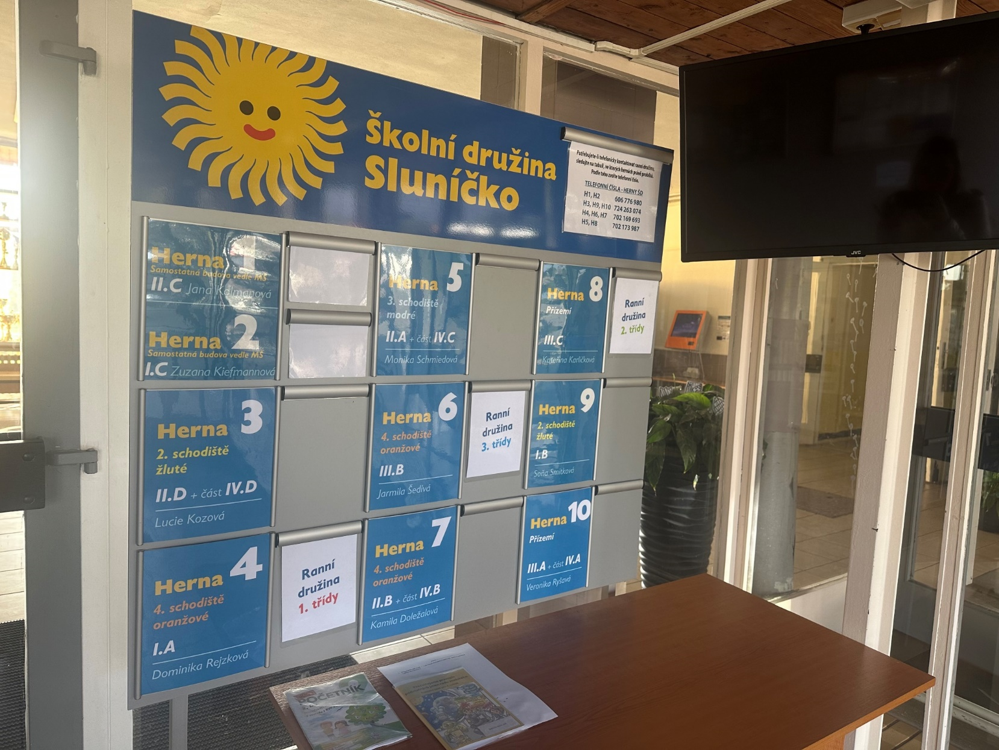 Školní družina
Sluníčko
Potřebujete-li telefonicky kontaktovat ranní družinu,
sledujte na tabuli, ve kterých hernách právě probíhá.
Podle toho zvolte telefonní číslo.
TELEFONNÍ ČÍSLA - HERNY ŠD
H1, H2 606 776 980
H3, H9, H10 724 263 074
H4, H6, H7 702 169 693
H5, H8 702 173 987
Herna 1
Samostatná budova vedle MŠ
II.C Jana Kolmanová
Herna 2
Samostatná budova vedle MŠ
I.C Zuzana Kiefmannová
Herna 3
2. schodiště
žluté
II.D + část IV.D
Lucie Kozová
Herna 4
4. schodiště
oranžové
I.A
Dominika Rejzková
Ranní
družina
1. třídy
Herna 5
3. schodiště
modré
II.A + část IV.C
Monika Schmiedová
Herna 6
4. schodiště
oranžové
III.B
Jarmila Šedivá
Ranní
družina
3. třídy
Herna 7
4. schodiště
oranžové
II.B + část IV.B
Kamila Doležalová
Herna 8
Přízemí
III.C
Kateřina Karlíčková
Ranní
družina
2. třídy
Herna 9
2. schodiště
žluté
I.B
Soňa Smitková
Herna 10
Přízemí
III.A + část IV.A
Veronika Ryšavá
JVC
POČETNÍK